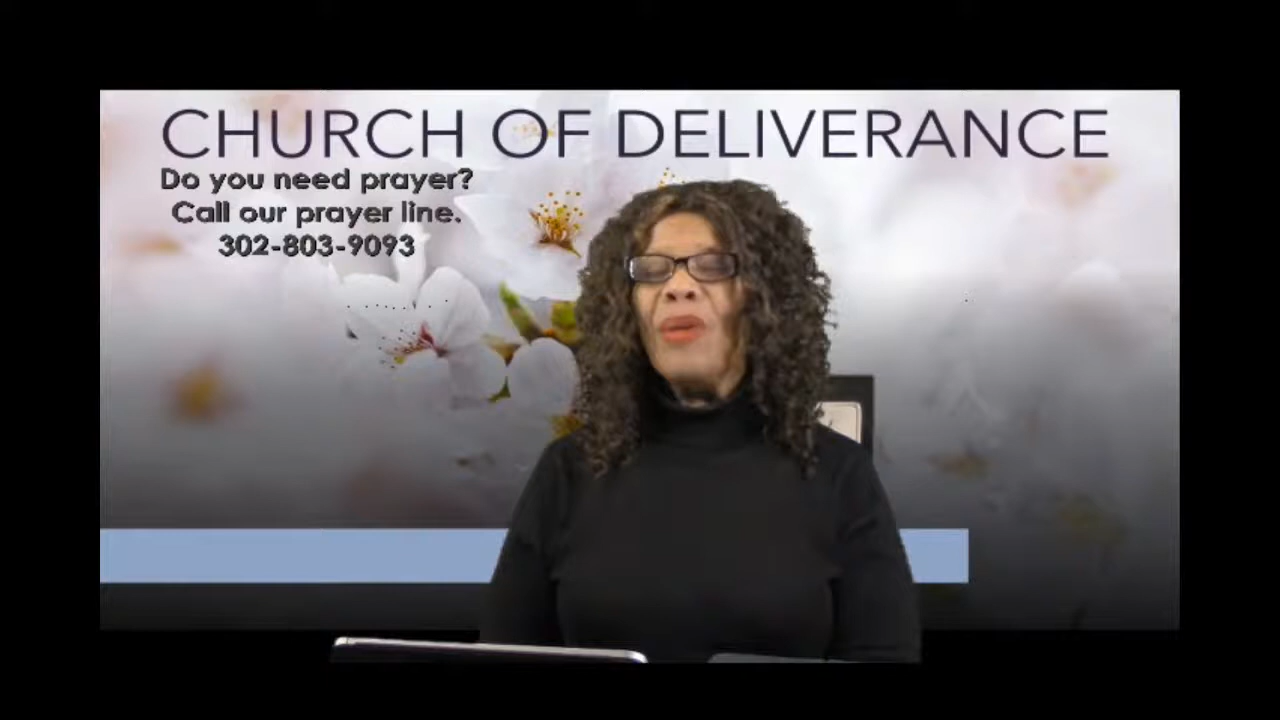 CHURCH OF DELIVERANCE
Do you need prayer?
Call our prayer line.
302-803-9093